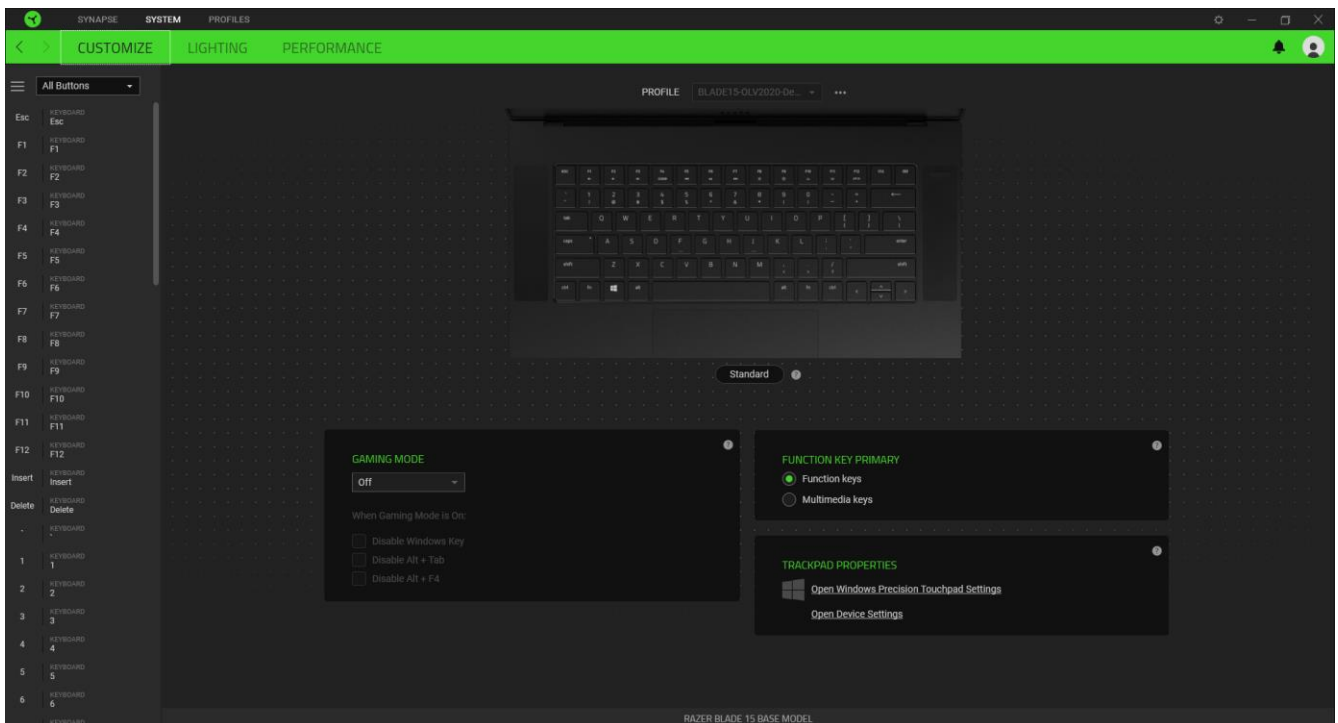 SYNAPSE SYSTEM PROFILES
CUSTOMIZE LIGHTING PERFORMANCE
All Buttons
PROFILE
Esc KEYBOARD
Esc
F1 KEYBOARD
F1
F2 KEYBOARD
F2
F3 KEYBOARD
F3
F4 KEYBOARD
F4
F5 KEYBOARD
F5
F6 KEYBOARD
F6
F7 KEYBOARD
F7
F8 KEYBOARD
F8
F9 KEYBOARD
F9
F10 KEYBOARD
F10
F11 KEYBOARD
F11
F12 KEYBOARD
F12
Insert KEYBOARD
Insert
Delete KEYBOARD
Delete
KEYBOARD
1 KEYBOARD
1
2 KEYBOARD
2
3 KEYBOARD
3
4 KEYBOARD
4
5 KEYBOARD
5
6 KEYBOARD
6
KEYBOARD
Q W E R T Y U I O P
A S D F G H J K L
Z X C V B N M
Standard
GAMING MODE
Off
When Gaming Mode is On:
Disable Windows Key
Disable Alt + Tab
Disable Alt + F4
FUNCTION KEY PRIMARY
Function keys
Multimedia keys
TRACKPAD PROPERTIES
Open Windows Precision Touchpad Settings
Open Device Settings
RAZER BLADE 15 BASE MODEL